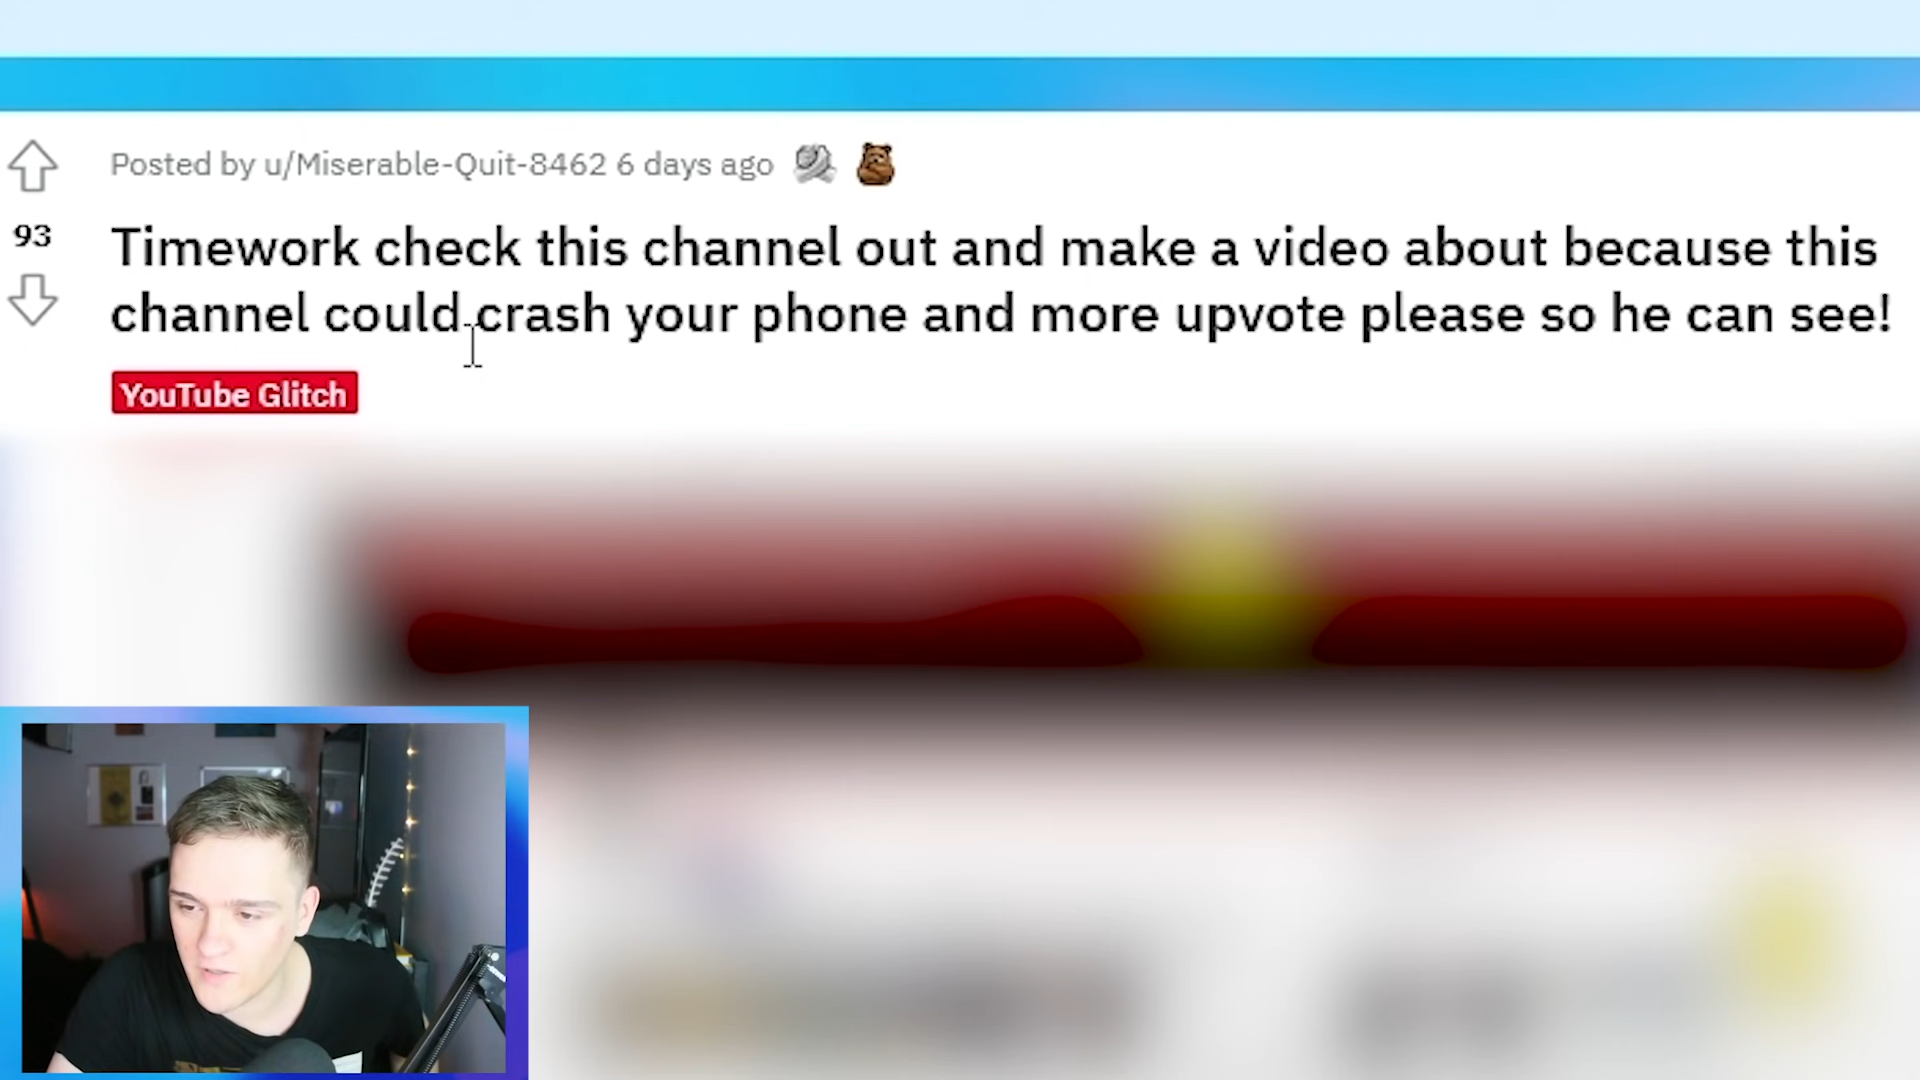 Posted by u/Miserable-Quit-8462 6 days ago
93
Timework check this channel out and make a video about because this
channel could crash your phone and more upvote please so he can see!
YouTube Glitch